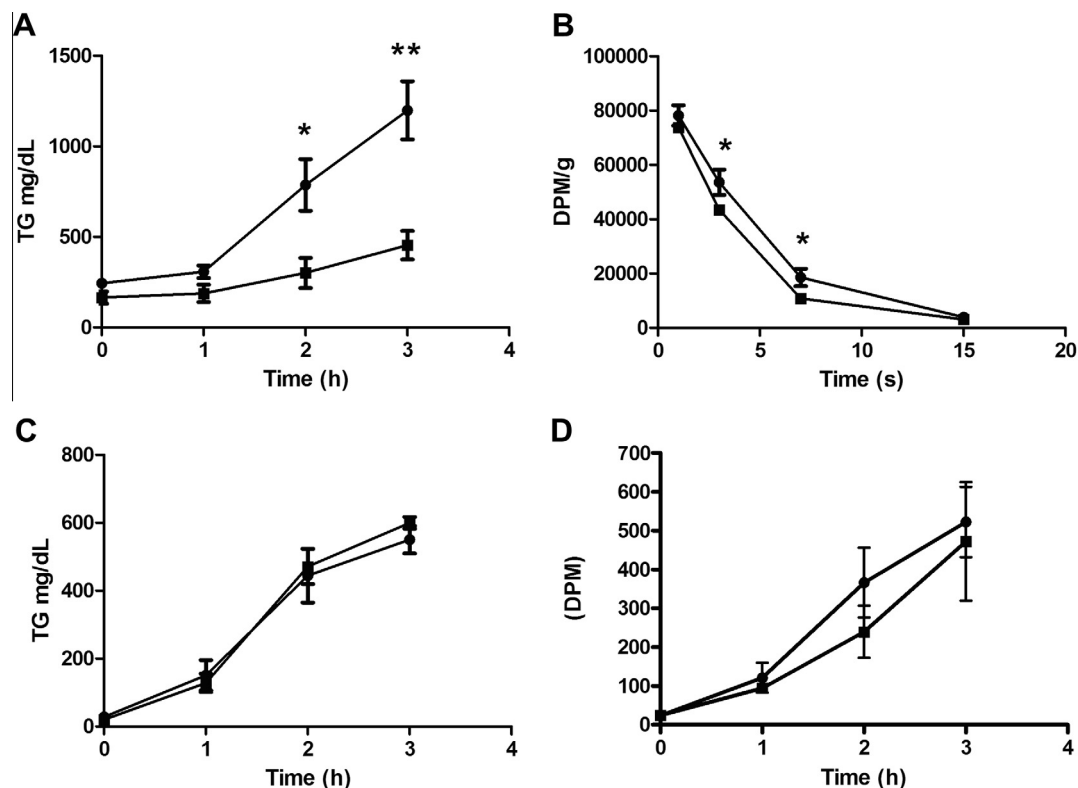 A
TG mg/dL
1500
1000
500
0
0 1 2 3 4
Time (h)
*
**
B
DPM/g
100000
80000
60000
40000
20000
0
0 5 10 15 20
Time (s)
*
*
C
TG mg/dL
800
600
400
200
0
0 1 2 3 4
Time (h)
D
(DPM)
700
600
500
400
300
200
100
0
0 1 2 3 4
Time (h)